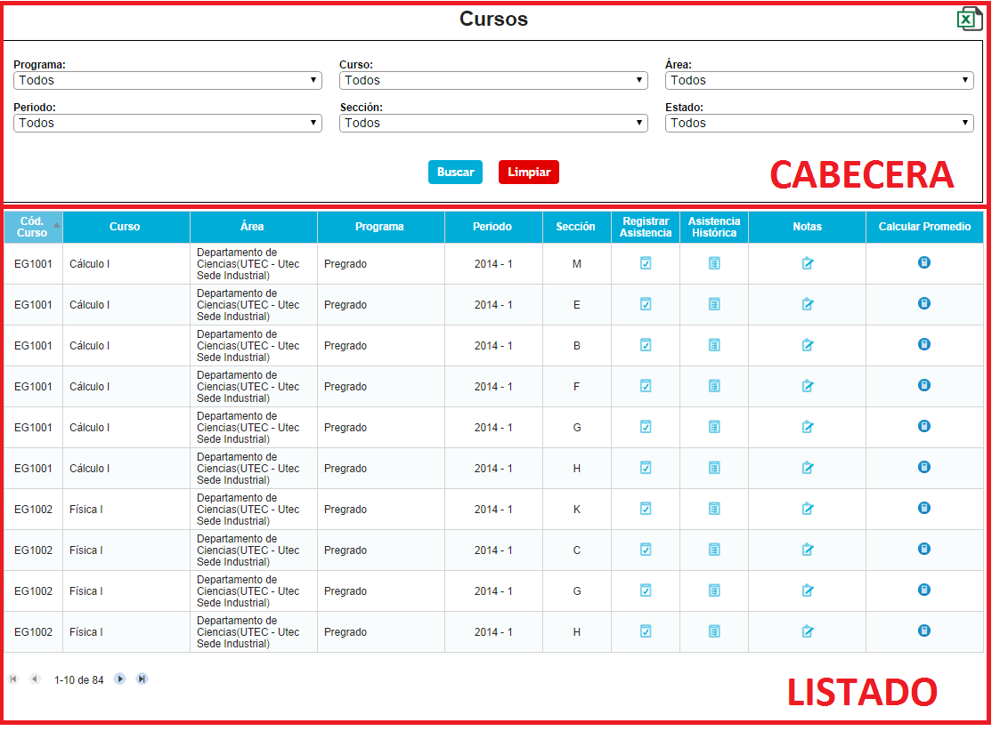 Cursos
Programa: Curso: Área:
Todos Todos Todos
Periodo: Sección: Estado:
Todos Todos Todos
Buscar Limpiar
CABECERA
Cód. Curso Curso Área Programa Periodo Sección Registrar Asistencia Asistencia Histórica Notas Calcular Promedio
EG1001 Cálculo I Departamento de Ciencias(UTEC - Utec Sede Industrial) Pregrado 2014 - 1 M
EG1001 Cálculo I Departamento de Ciencias(UTEC - Utec Sede Industrial) Pregrado 2014 - 1 E
EG1001 Cálculo I Departamento de Ciencias(UTEC - Utec Sede Industrial) Pregrado 2014 - 1 B
EG1001 Cálculo I Departamento de Ciencias(UTEC - Utec Sede Industrial) Pregrado 2014 - 1 F
EG1001 Cálculo I Departamento de Ciencias(UTEC - Utec Sede Industrial) Pregrado 2014 - 1 G
EG1001 Cálculo I Departamento de Ciencias(UTEC - Utec Sede Industrial) Pregrado 2014 - 1 H
EG1002 Física I Departamento de Ciencias(UTEC - Utec Sede Industrial) Pregrado 2014 - 1 K
EG1002 Física I Departamento de Ciencias(UTEC - Utec Sede Industrial) Pregrado 2014 - 1 C
EG1002 Física I Departamento de Ciencias(UTEC - Utec Sede Industrial) Pregrado 2014 - 1 G
EG1002 Física I Departamento de Ciencias(UTEC - Utec Sede Industrial) Pregrado 2014 - 1 H
1-10 de 84
LISTADO